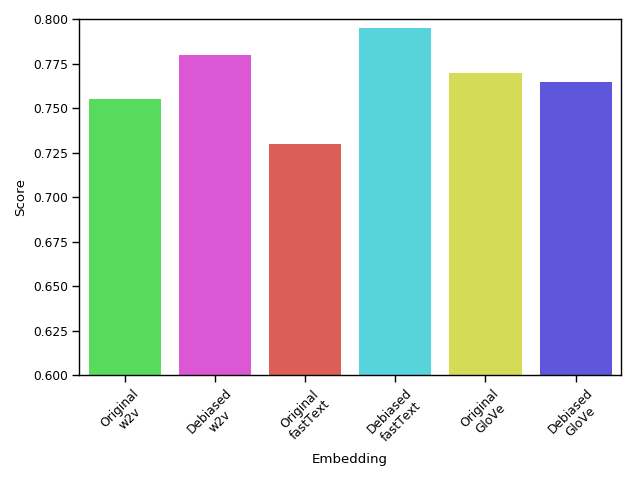 0.800
0.775
0.750
0.725
0.700
0.675
0.650
0.625
0.600
Score
Original
w2v
Debiased
w2v
Original
fastText
Debiased
fastText
Original
GloVe
Debiased
GloVe
Embedding